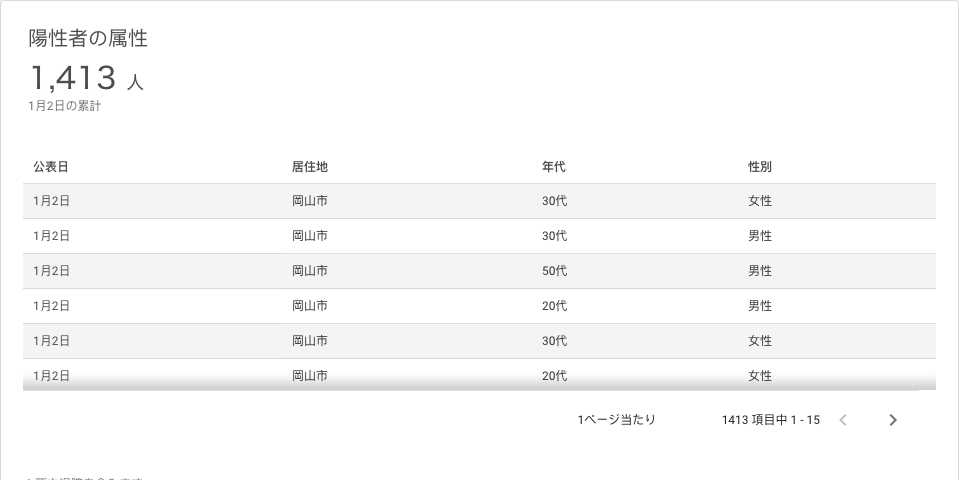 陽性者の属性
1,413 人
1月2日の累計
公表日 居住地 年代 性別
1月2日 岡山市 30代 女性
1月2日 岡山市 30代 男性
1月2日 岡山市 50代 男性
1月2日 岡山市 20代 男性
1月2日 岡山市 30代 女性
1月2日 岡山市 20代 女性
1ページ当たり 1413 項目中 1 - 15